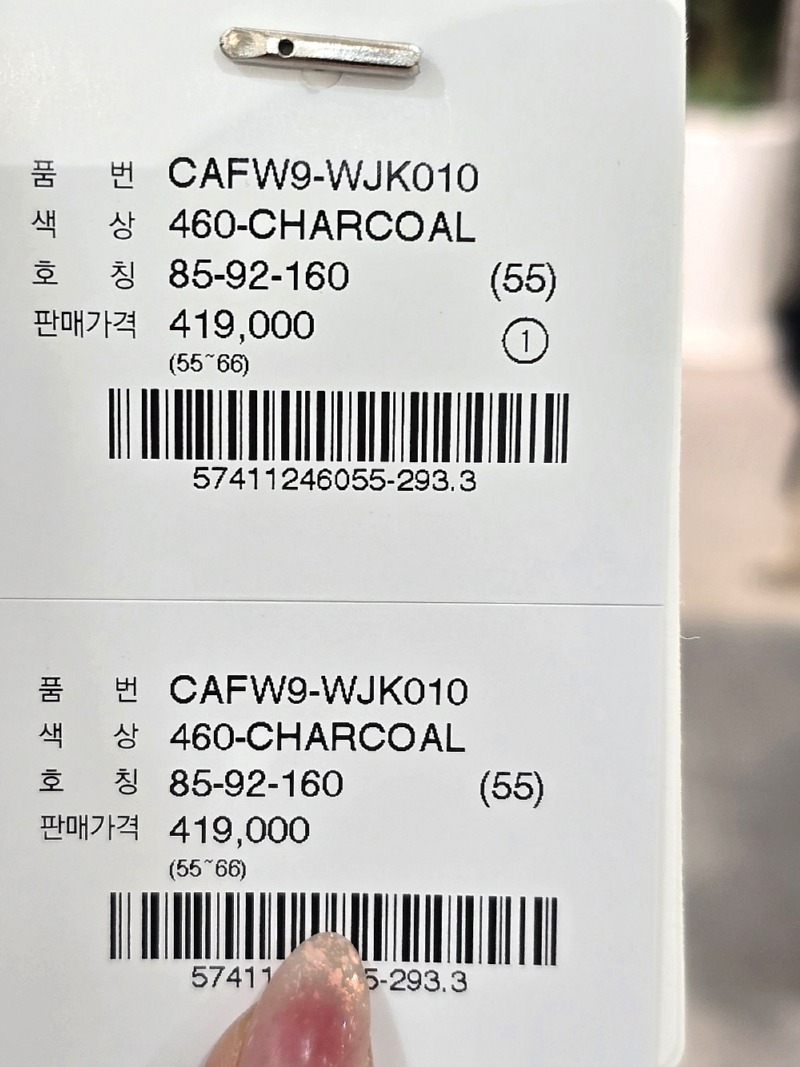 품 번 CAFW9-WJK010
색 상 460-CHARCOAL
호 칭 85-92-160 (55)
판매가격 419,000 ①
(55~66)
57411246055-293.3
품 번 CAFW9-WJK010
색 상 460-CHARCOAL
호 칭 85-92-160 (55)
판매가격 419,000
(55~66)
57411 5-293.3